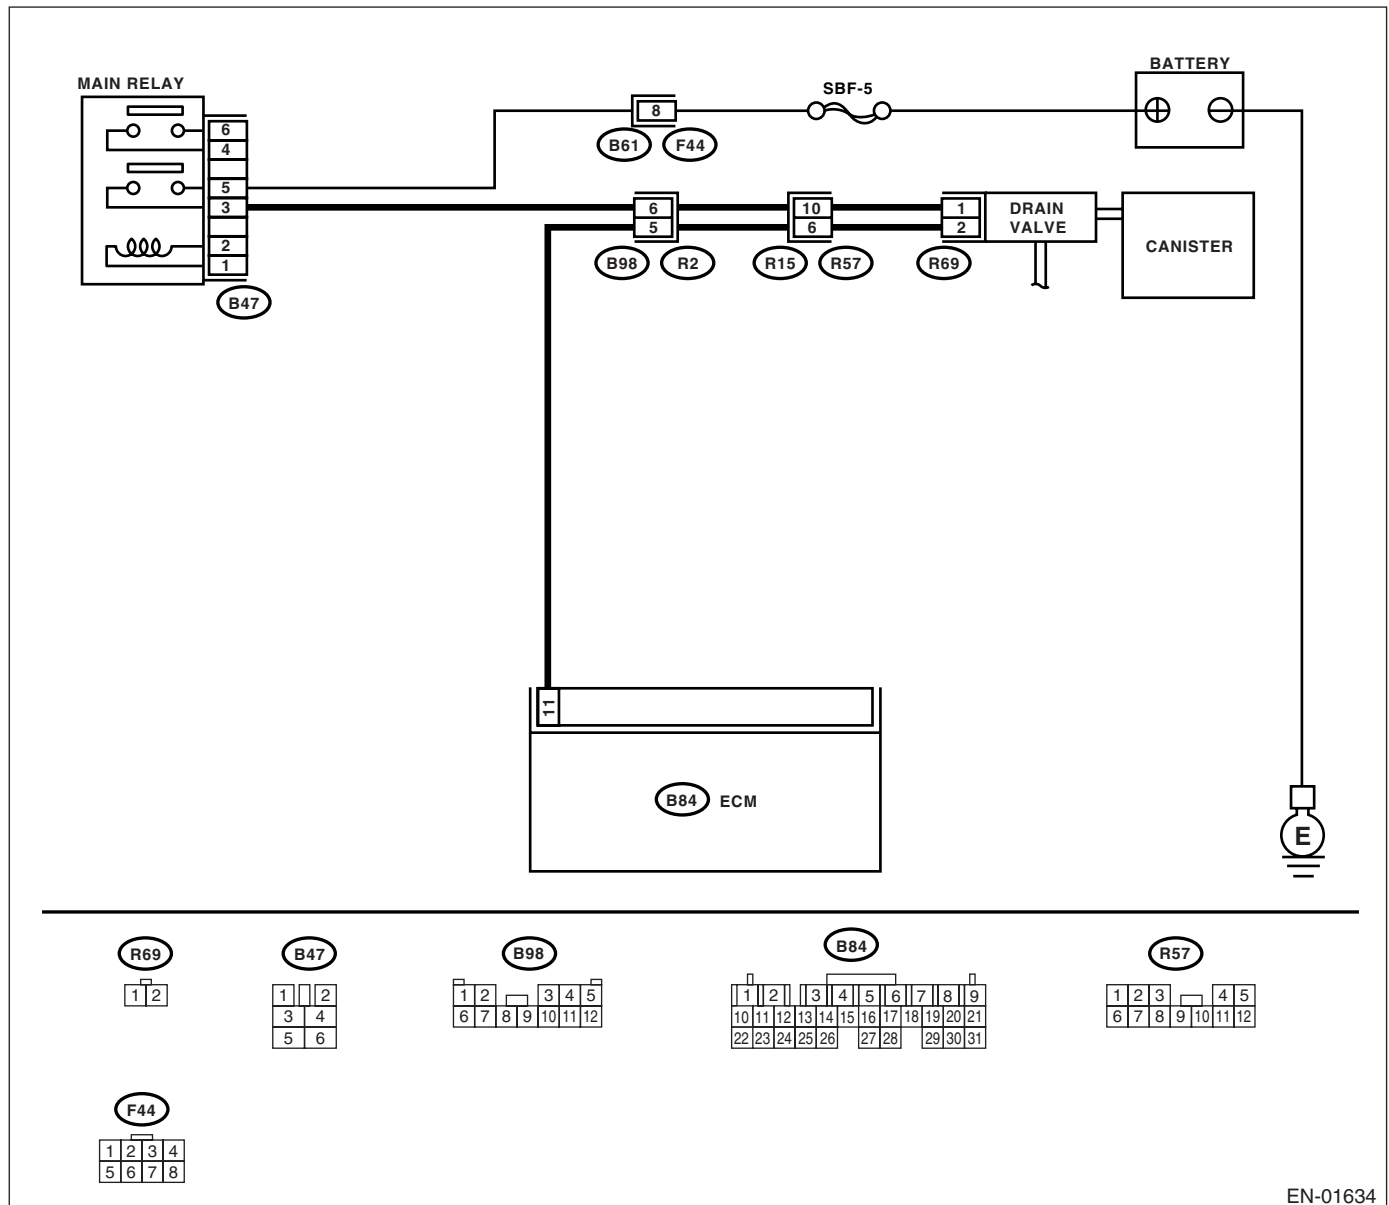 BATTERY
MAIN RELAY
SBF-5
8
B61 F44
6
4
5
3
2
1
B47
6
5
B98 R2
10
6
R15 R57
1
2
R69
DRAIN
VALVE
CANISTER
11
B84 ECM
E
R69
1 2
B47
1 2
3 4
5 6
B98
1 2 3 4 5
6 7 8 9 10 11 12
B84
1 2 3 4 5 6 7 8 9
10 11 12 13 14 15 16 17 18 19 20 21
22 23 24 25 26 27 28 29 30 31
R57
1 2 3 4 5
6 7 8 9 10 11 12
F44
1 2 3 4
5 6 7 8
EN-01634